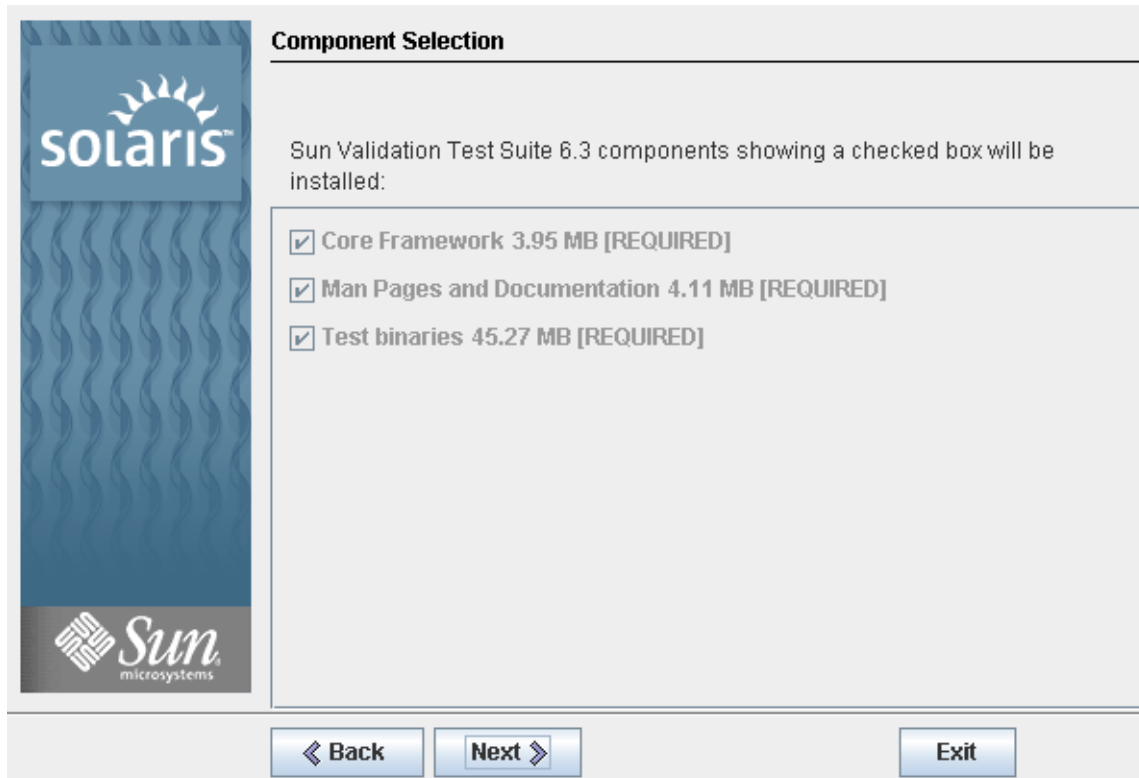 Component Selection
solaris™
Sun Validation Test Suite 6.3 components showing a checked box will be
installed:
Core Framework 3.95 MB [REQUIRED]
Man Pages and Documentation 4.11 MB [REQUIRED]
Test binaries 45.27 MB [REQUIRED]
Sun
microsystems
Back
Next
Exit